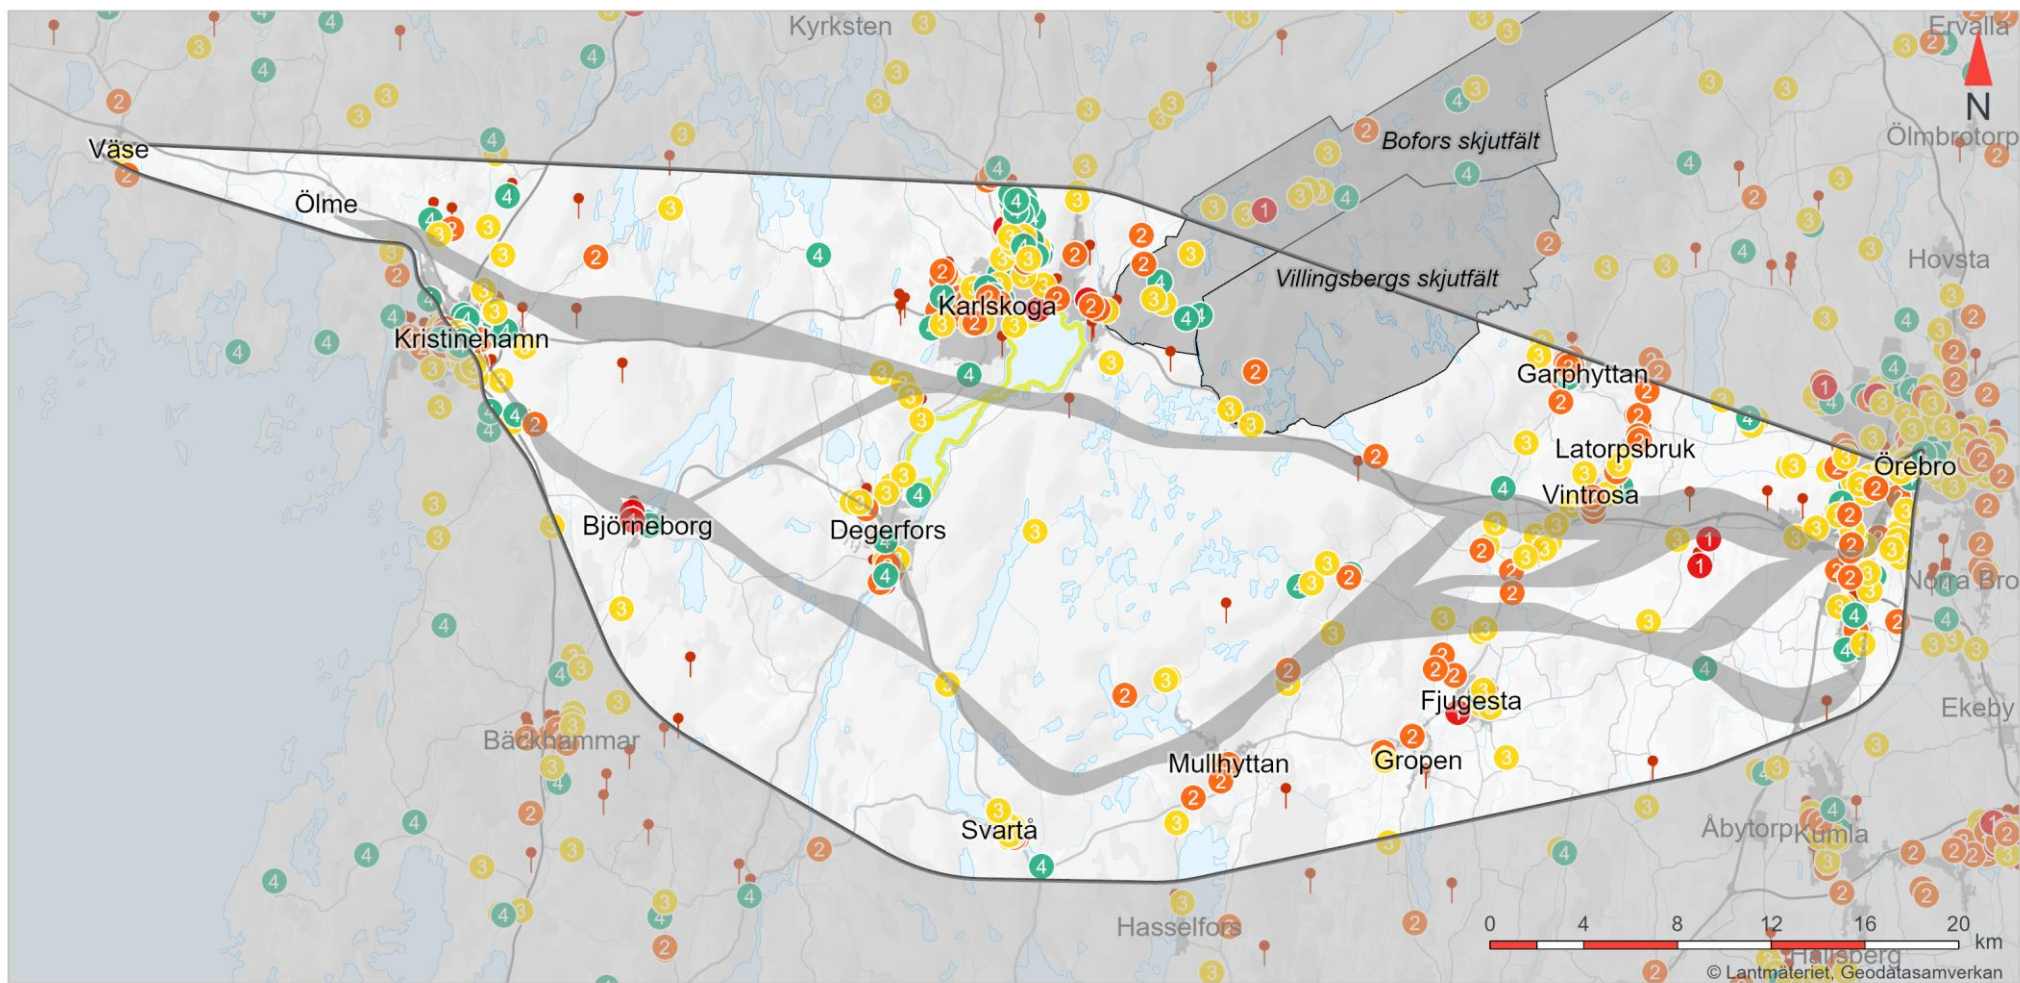 Kyrksten
Ervalla
N
Ölmbrotorp
Väse
Bofors skjutfält
Ölme
Hovsta
Villingsbergs skjutfält
Karlskoga
Kristinehamn
Garphyttan
Latorpsbruk
Örebro
Vintrosa
Björneborg
Degerfors
Norra Bro
Fjugesta
Ekeby
Bäckhammar
Mullhyttan
Gropen
Svartå
Åbytorp
Kumla
Hasselfors
0 4 8 12 16 20
km
Hallsberg
© Lantmäteriet, Geodatasamverkan